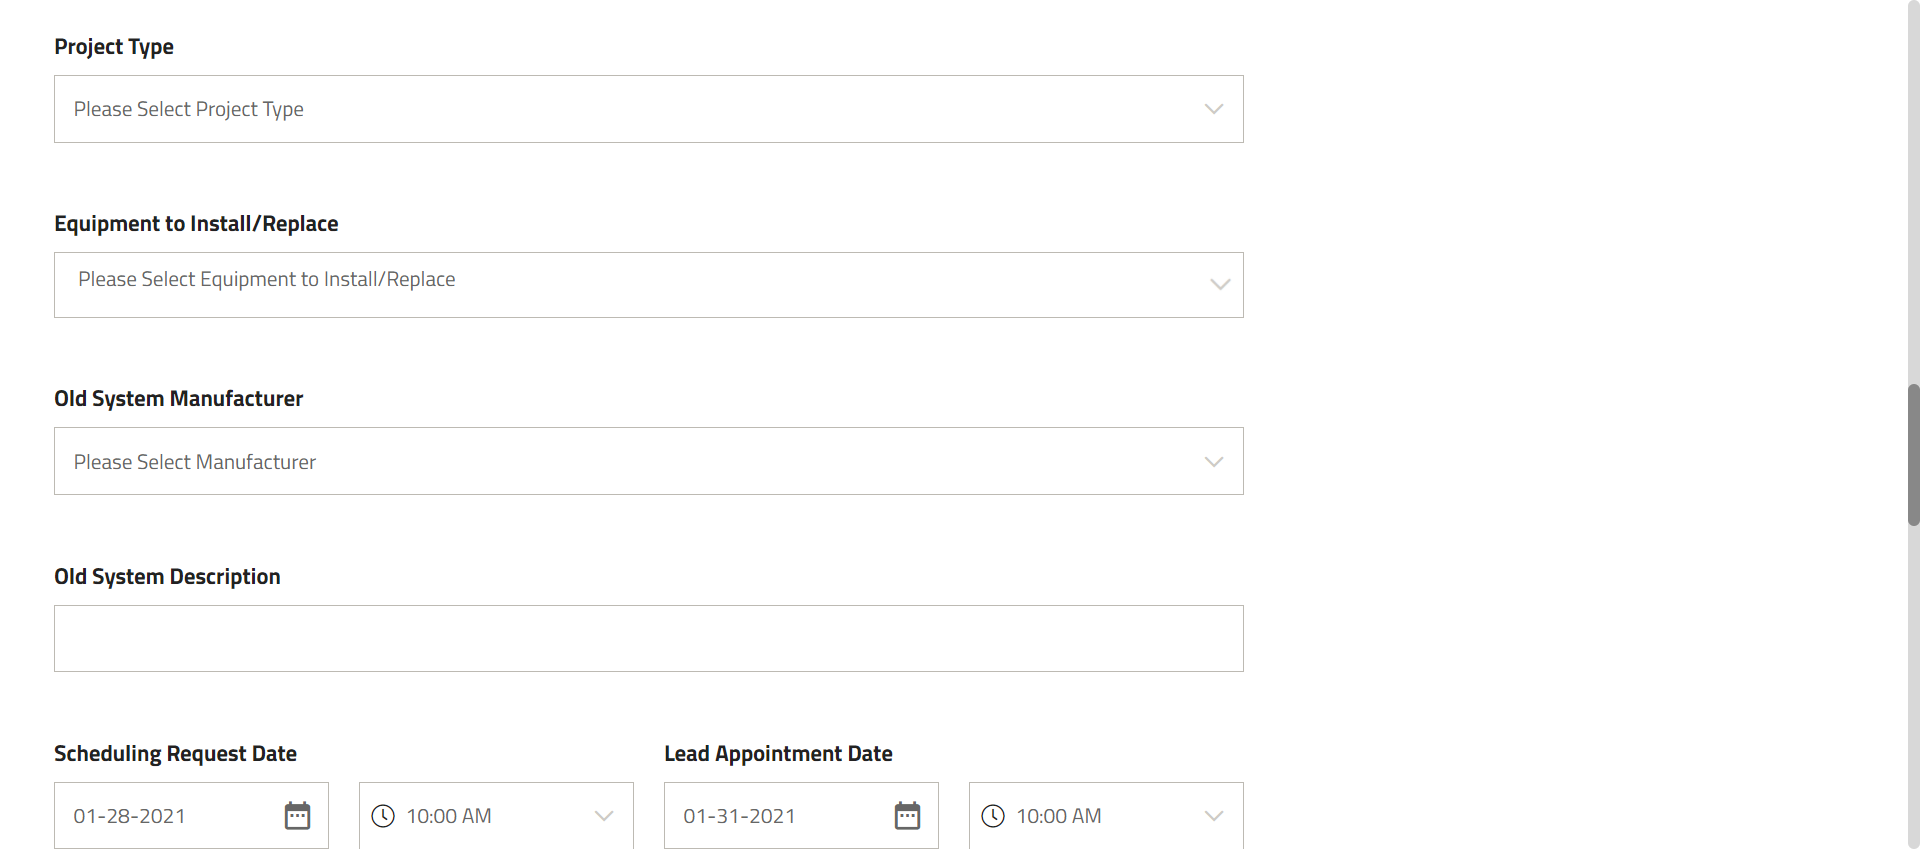 Project Type
Please Select Project Type
Equipment to Install/Replace
Please Select Equipment to Install/Replace
Old System Manufacturer
Please Select Manufacturer
Old System Description
Scheduling Request Date
Lead Appointment Date
01-28-2021
10:00 AM
01-31-2021
10:00 AM